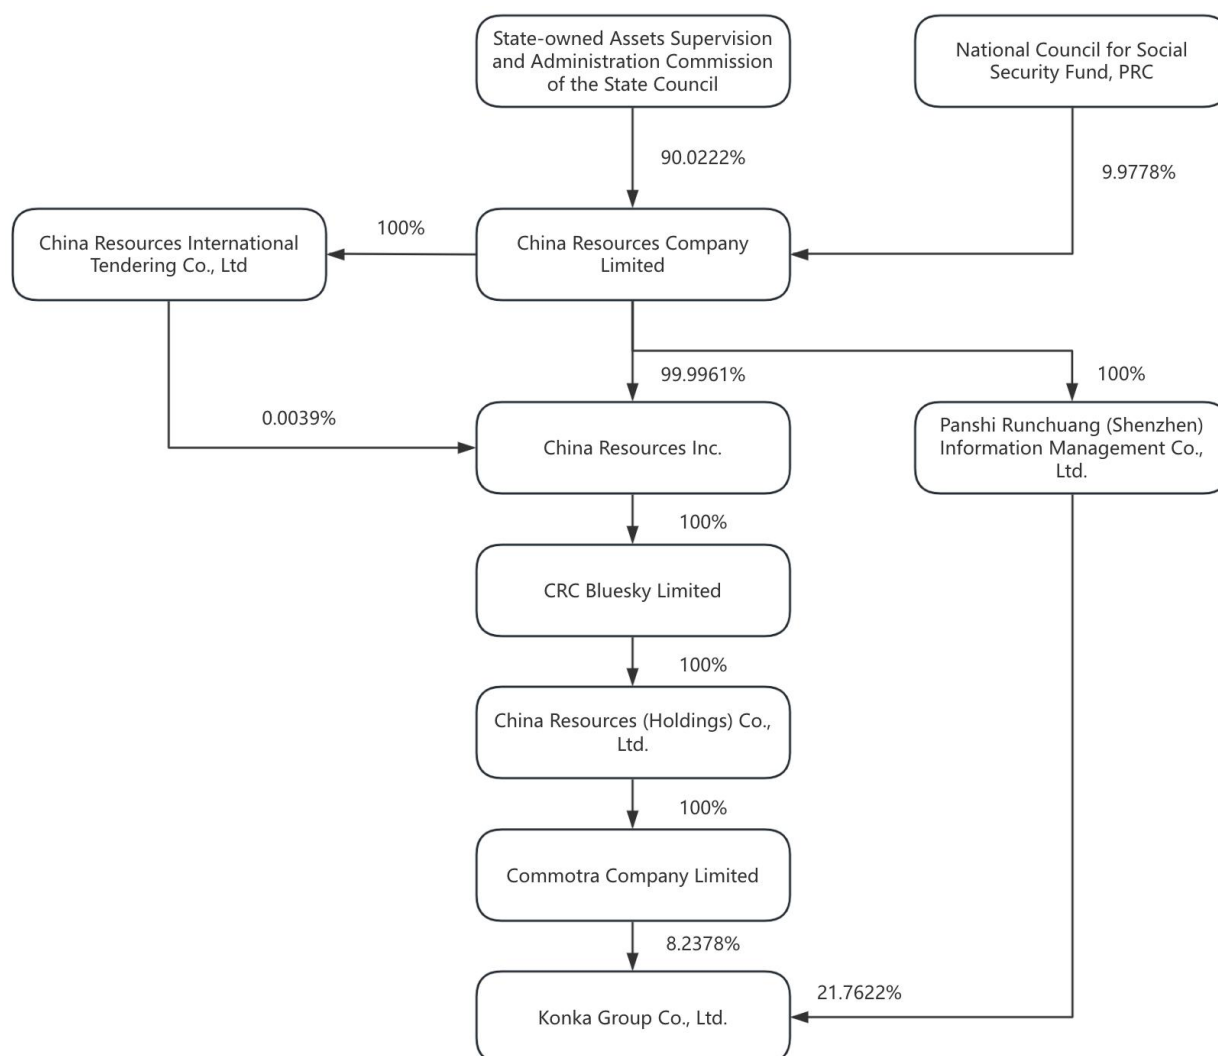 State-owned Assets Supervision
and Administration Commission
of the State Council
National Council for Social
Security Fund, PRC
90.0222%
9.9778%
China Resources International
Tendering Co., Ltd
100%
China Resources Company
Limited
99.9961%
100%
0.0039%
China Resources Inc.
Panshi Runchuang (Shenzhen)
Information Management Co.,
Ltd.
100%
CRC Bluesky Limited
100%
China Resources (Holdings) Co.,
Ltd.
100%
Commotra Company Limited
8.2378%
21.7622%
Konka Group Co., Ltd.